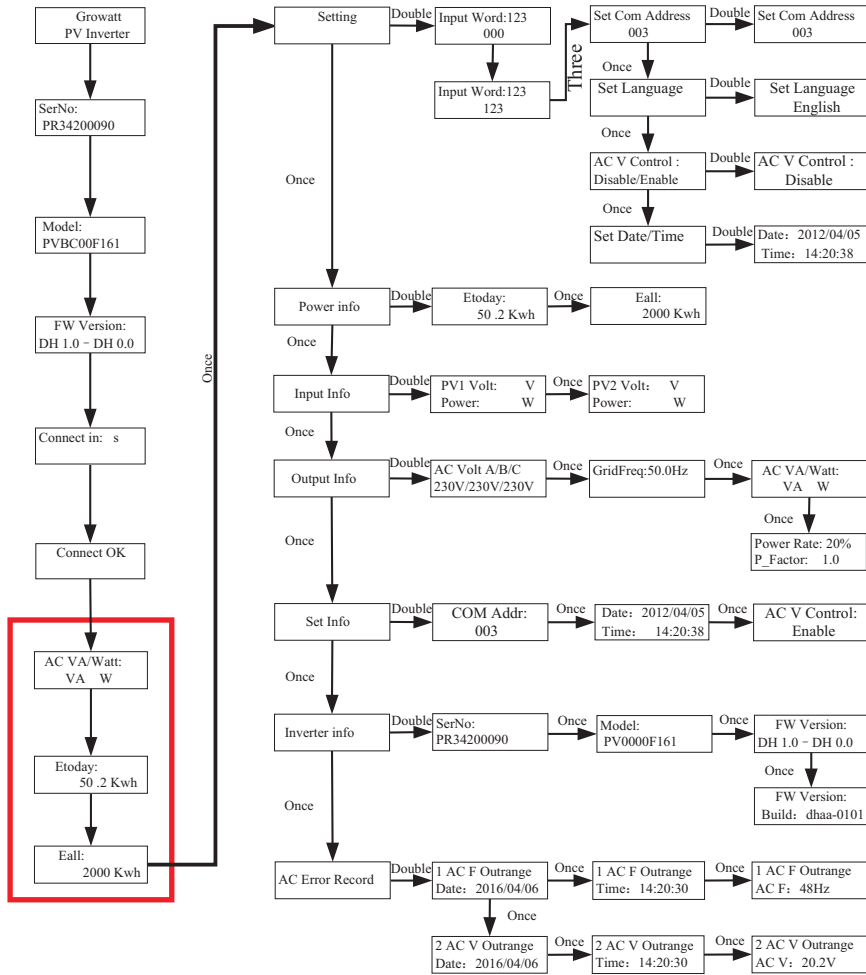 Growatt
PV Inverter
SerNo:
PR34200090
Model:
PVBC00F161
FW Version:
DH 1.0 - DH 0.0
Connect in: s
Connect OK
AC VA/Watt:
VA W
Etoday:
50 .2 Kwh
Eall:
2000 Kwh
Once
Setting
Double
Input Word:123
000
Input Word:123
123
Three
Set Com Address
003
Double
Set Com Address
003
Once
Set Language
Double
Set Language
English
Once
AC V Control :
Disable/Enable
Double
AC V Control :
Disable
Once
Set Date/Time
Double
Date: 2012/04/05
Time: 14:20:38
Once
Power info
Double
Etoday:
50 .2 Kwh
Once
Eall:
2000 Kwh
Once
Input Info
Double
PV1 Volt: V
Power: W
Once
PV2 Volt: V
Power: W
Once
Output Info
Double
AC Volt A/B/C
230V/230V/230V
Once
GridFreq:50.0Hz
Once
AC VA/Watt:
VA W
Once
Power Rate: 20%
P_Factor: 1.0
Once
Set Info
Double
COM Addr:
003
Once
Date: 2012/04/05
Time: 14:20:38
Once
AC V Control:
Enable
Once
Inverter info
Double
SerNo:
PR34200090
Once
Model:
PV0000F161
Once
FW Version:
DH 1.0 - DH 0.0
Once
FW Version:
Build: dhaa-0101
Once
AC Error Record
Double
1 AC F Outrange
Date: 2016/04/06
Once
1 AC F Outrange
Time: 14:20:30
Once
1 AC F Outrange
AC F: 48Hz
Once
2 AC V Outrange
Date: 2016/04/06
Once
2 AC V Outrange
Time: 14:20:30
Once
2 AC V Outrange
AC V: 20.2V